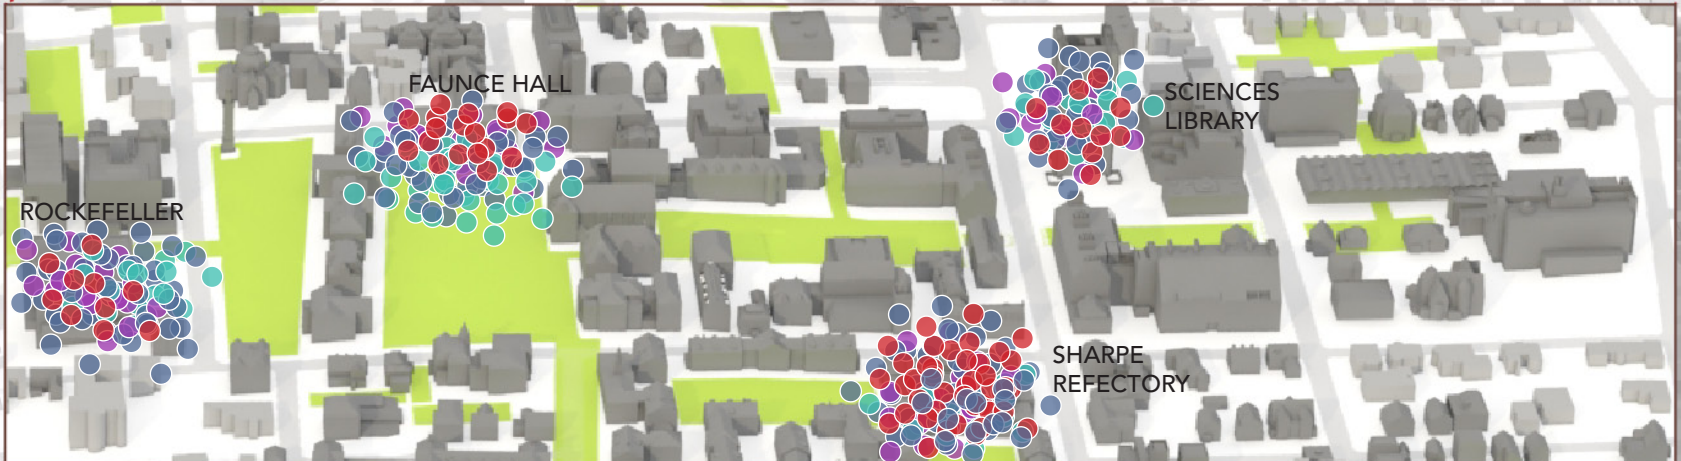 FAUNCE HALL
SCIENCES
LIBRARY
ROCKEFELLER
SHARPE
REFECTORY